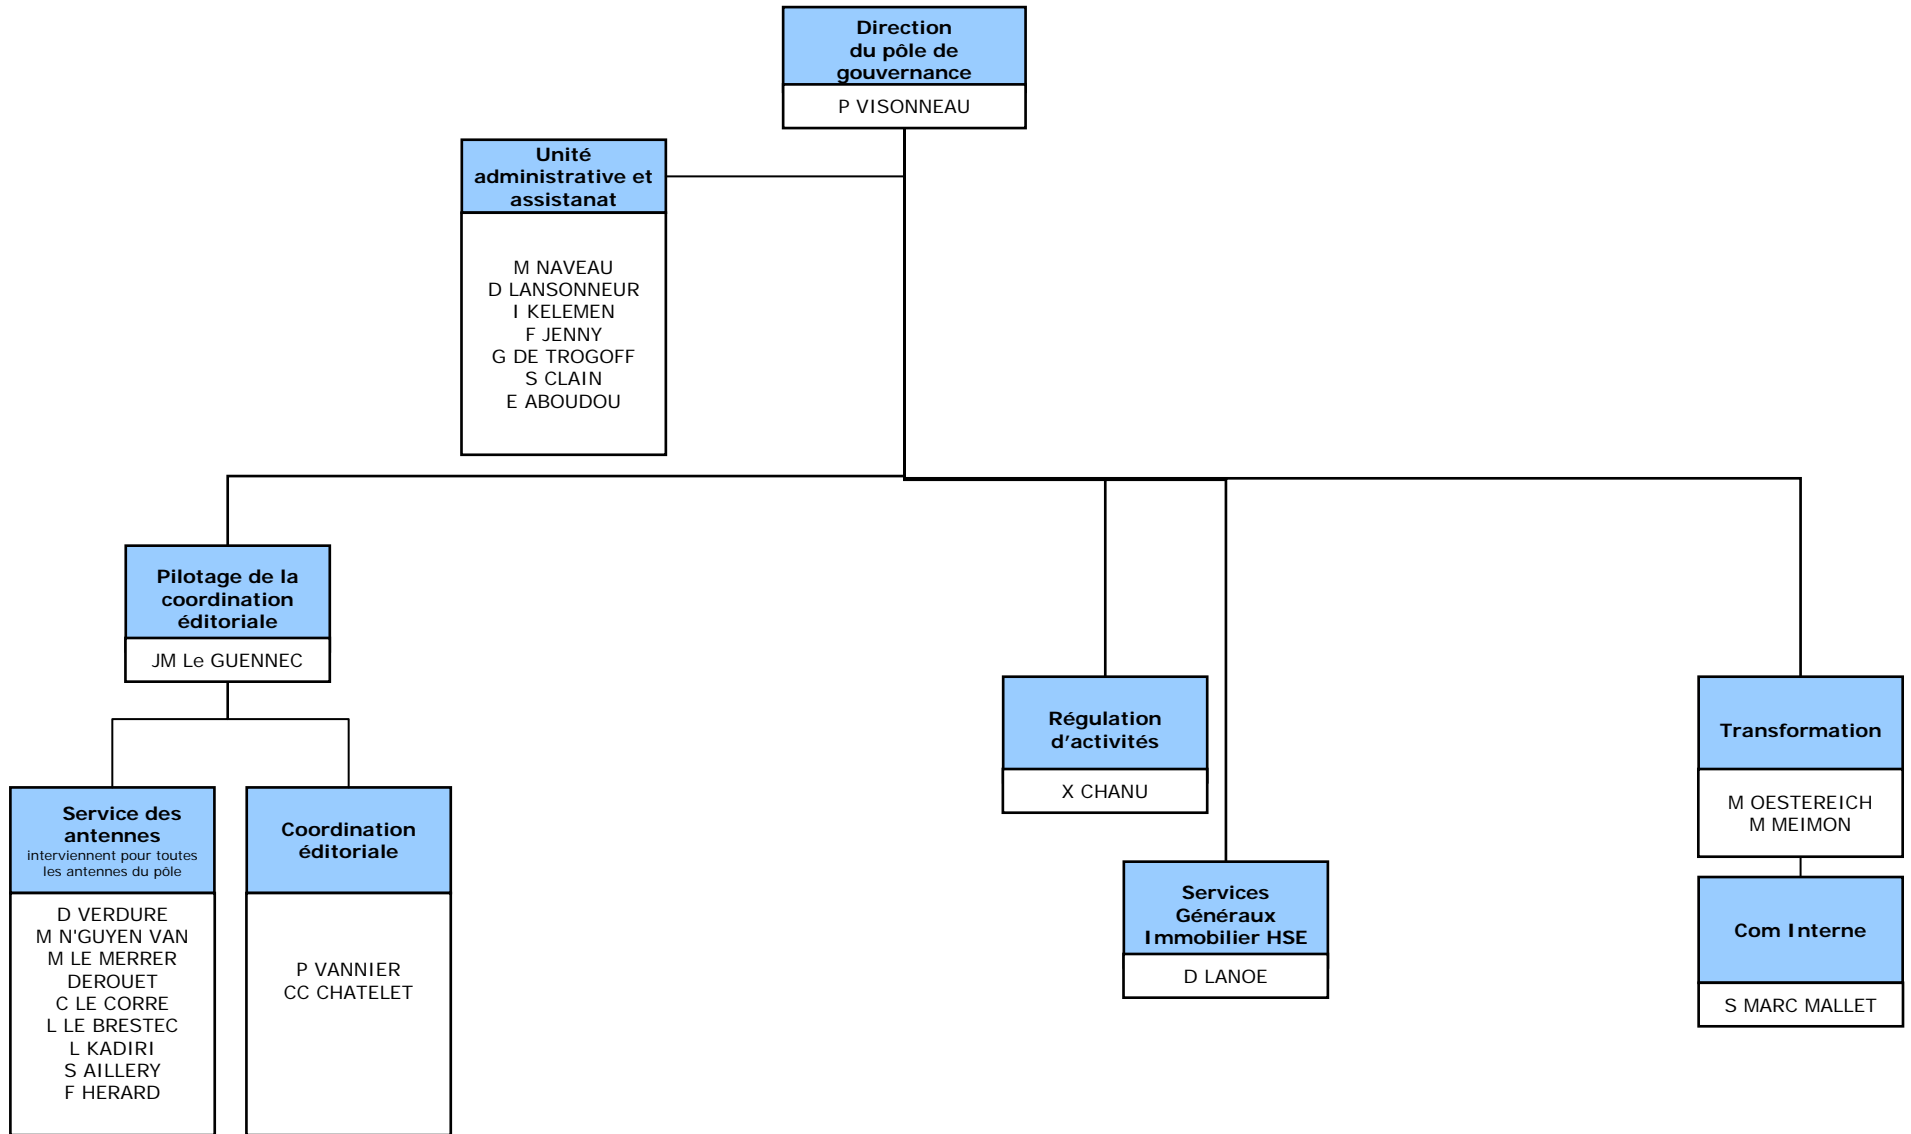 Direction
du pôle de
gouvernance
P VISONNEAU
Unité
administrative et
assistanat
M NAVEAU
D LANSONNEUR
I KELEMEN
F JENNY
G DE TROGOFF
S CLAIN
E ABOUDOU
Pilotage de la
coordination
éditoriale
JM Le GUENNEC
Service des
antennes
interviennent pour toutes
les antennes du pôle
D VERDURE
M N'GUYEN VAN
M LE MERRER
DEROUET
C LE CORRE
L LE BRESTEC
L KADIRI
S AILLERY
F HERARD
Coordination
éditoriale
P VANNIER
CC CHATELET
Régulation
d’activités
X CHANU
Services
Généraux
Immobilier HSE
D LANOE
Transformation
M OESTEREICH
M MEIMON
Com Interne
S MARC MALLET